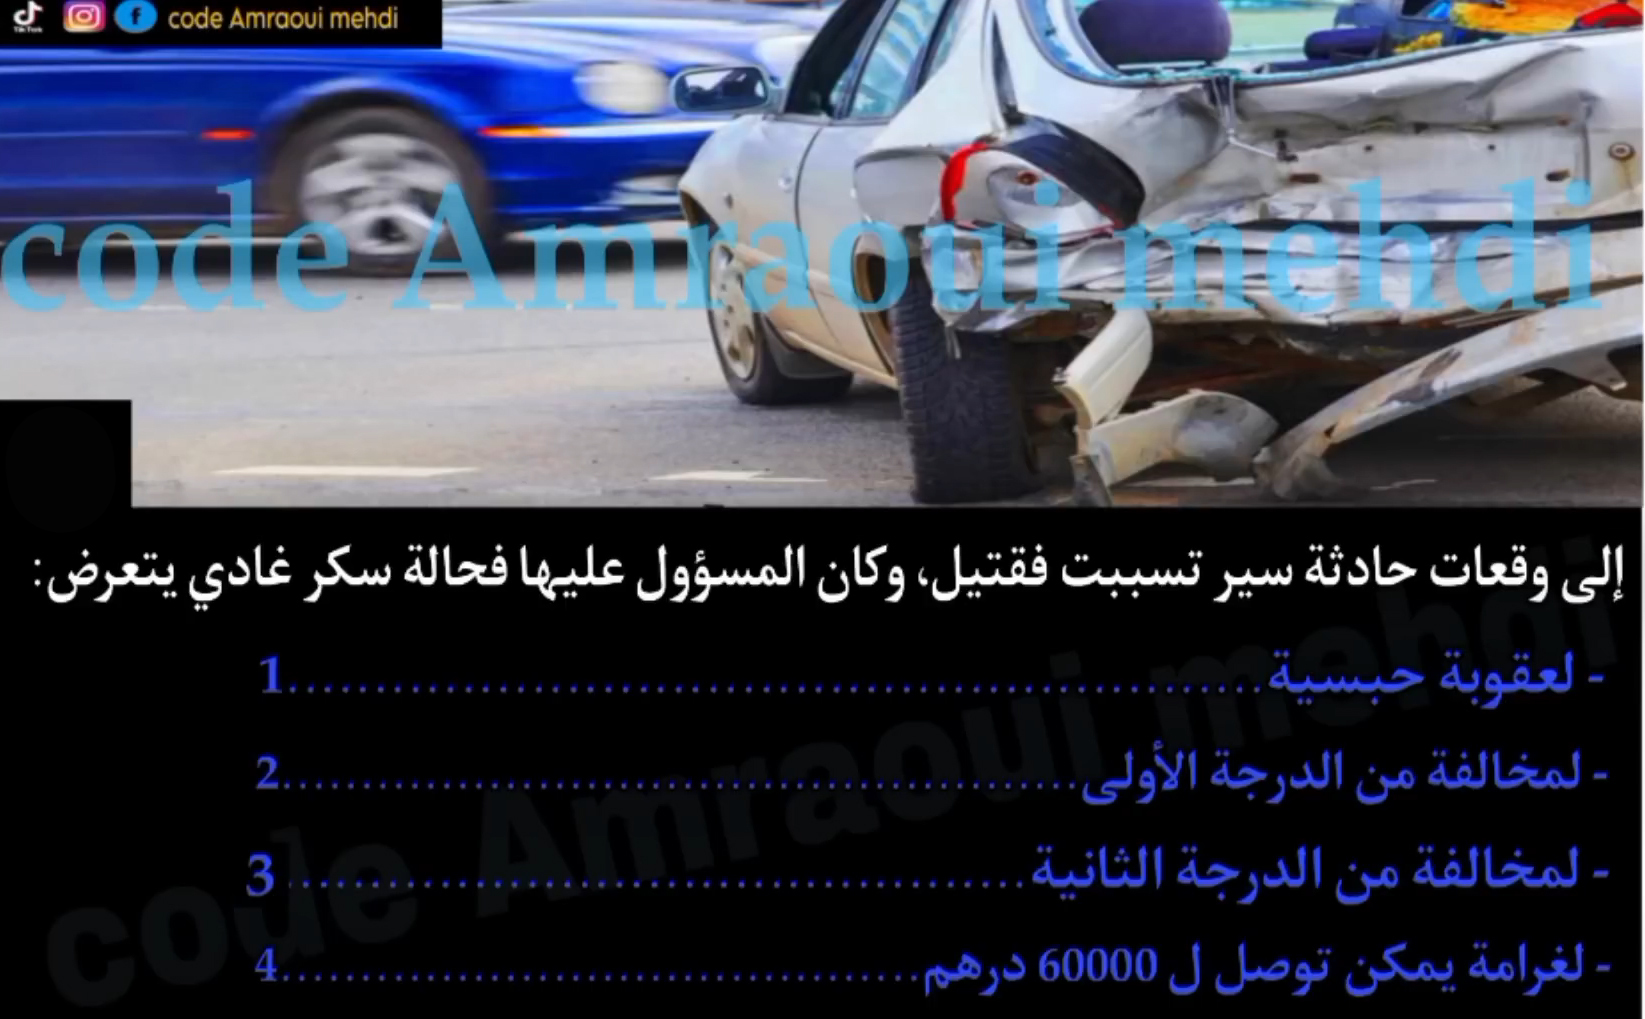 code Amraoui mehdi
code Amraoui mehdi
إلى وقعات حادثة سير تسببت فقتيل، وكان المسؤول عليها فحالة سكر غادي يتعرض:
- لعقوبة حبسية......................................................1
- لمخالفة من الدرجة الأولى............................................2
- لمخالفة من الدرجة الثانية.........................................3
- لغرامة يمكن توصل ل 60000 درهم...................................4
code Amraoui mehdi